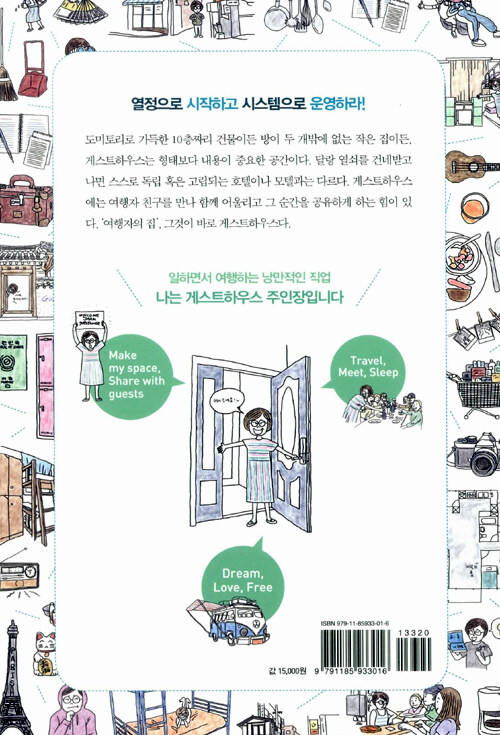 열정으로 시작하고 시스템으로 운영하라!
도미토리로 가득한 10층짜리 건물이든 방이 두 개밖에 없는 작은 집이든,
게스트하우스는 형태보다 내용이 중요한 공간이다. 달랑 열쇠를 건네받고
나면 스스로 독립 혹은 고립되는 호텔이나 모텔과는 다르다. 게스트하우스
에는 여행자 친구를 만나 함께 어울리고 그 순간을 공유하게 하는 힘이 있
다. ‘여행자의 집’, 그것이 바로 게스트하우스다.
일하면서 여행하는 낭만적인 직업
나는 게스트하우스 주인장입니다
Make
my space,
Share with
guests
Travel,
Meet, Sleep
Dream,
Love, Free
ISBN 979-11-85933-01-6
13320
값 15,000원
9 791185 933016
PARIS